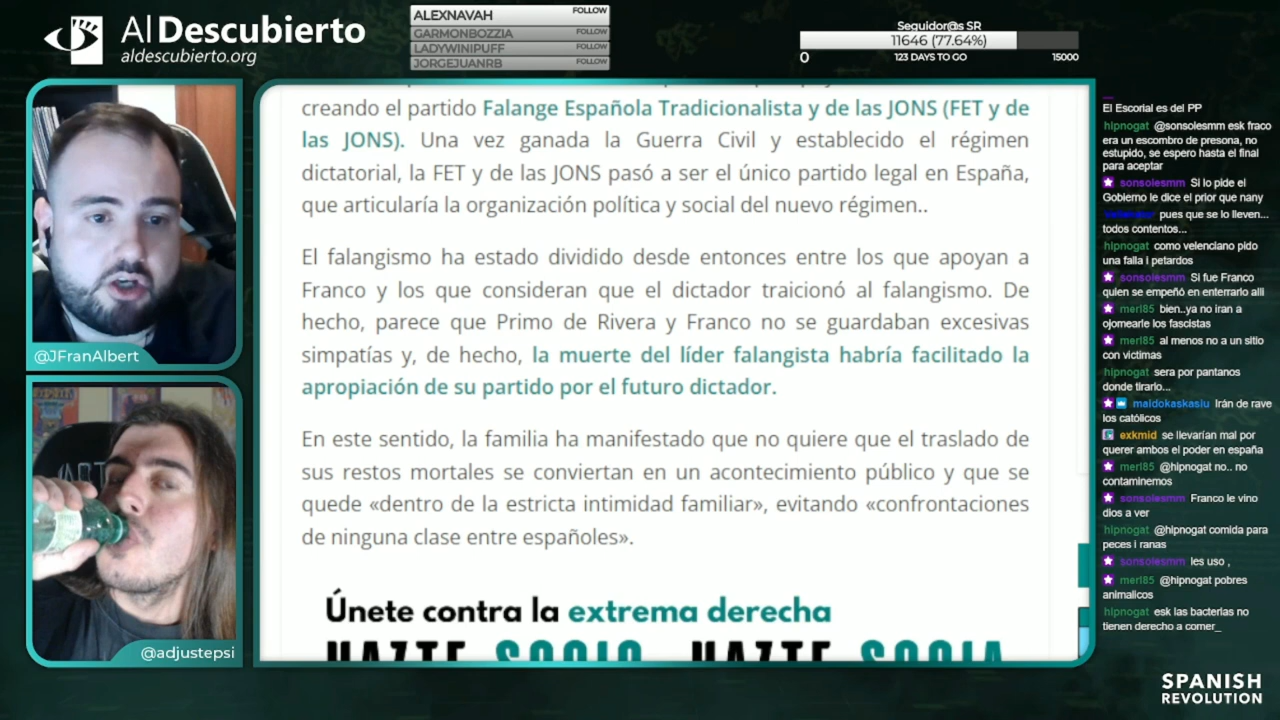 Al Descubierto
aldescubierto.org
ALEXNAVAH FOLLOW
GARMONBOZZIA FOLLOW
LADYWINIPUFF FOLLOW
JORGEJUANRB FOLLOW
Seguidor@s SR
11646 (77.64%)
0 123 DAYS TO GO 15000
@JFranAlbert
@adjustepsi
creando el partido Falange Española Tradicionalista y de las JONS (FET y de
las JONS). Una vez ganada la Guerra Civil y establecido el régimen
dictatorial, la FET y de las JONS pasó a ser el único partido legal en España,
que articularía la organización política y social del nuevo régimen..
El falangismo ha estado dividido desde entonces entre los que apoyan a
Franco y los que consideran que el dictador traicionó al falangismo. De
hecho, parece que Primo de Rivera y Franco no se guardaban excesivas
simpatías y, de hecho, la muerte del líder falangista habría facilitado la
apropiación de su partido por el futuro dictador.
En este sentido, la familia ha manifestado que no quiere que el traslado de
sus restos mortales se conviertan en un acontecimiento público y que se
quede «dentro de la estricta intimidad familiar», evitando «confrontaciones
de ninguna clase entre españoles».
Únete contra la extrema derecha
HAZTE SOCIO HAZTE SOCIA
El Escorial es del PP
hipnogat @sonsolesmm esk fraco
era un escombro de presona, no
estupido, se espero hasta el final
para aceptar
sonsolesmm Si lo pide el
Gobierno le dice el prior que nany
pues que se lo lleven...
todos contentos...
hipnogat como velenciano pido
una falla i petardos
sonsolesmm Si fue Franco
quien se empeñó en enterrarlo alli
merl85 bien..ya no iran a
ojomearle los fascistas
merl85 al menos no a un sitio
con victimas
hipnogat sera por pantanos
donde tirarlo...
maidokaskasiu Irán de rave
los católicos
exkmid se llevarían mal por
querer ambos el poder en españa
merl85 @hipnogat no.. no
contaminemos
sonsolesmm Franco le vino
dios a ver
hipnogat @hipnogat comida para
peces i ranas
sonsolesmm les uso ,
merl85 @hipnogat pobres
animalicos
hipnogat esk las bacterias no
tienen derecho a comer_
SPANISH
REVOLUTION